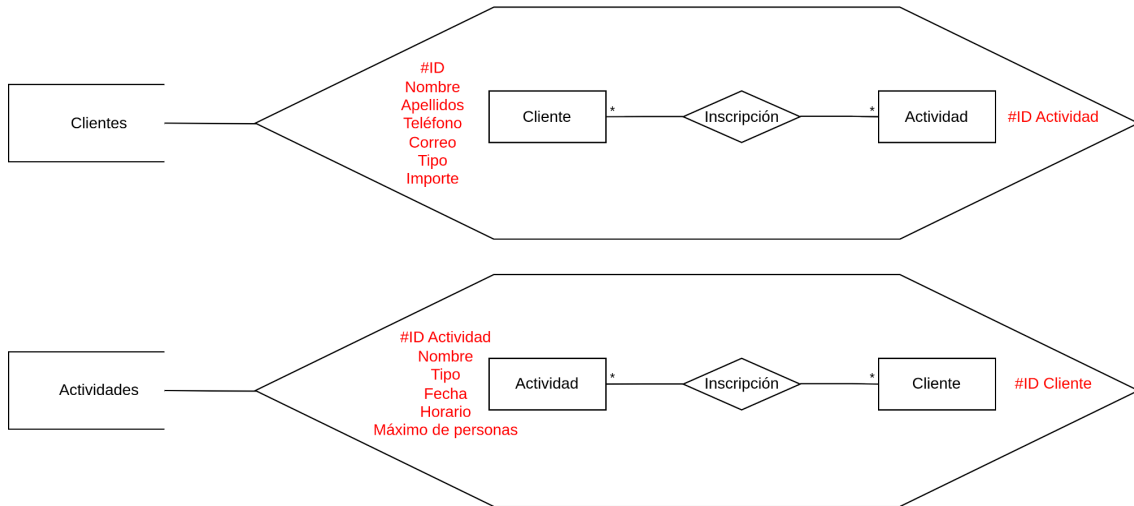 Clientes
#ID
Nombre
Apellidos
Teléfono
Correo
Tipo
Importe
Cliente
*
Inscripción
*
Actividad
#ID Actividad
Actividades
#ID Actividad
Nombre
Tipo
Fecha
Horario
Máximo de personas
Actividad
*
Inscripción
*
Cliente
#ID Cliente